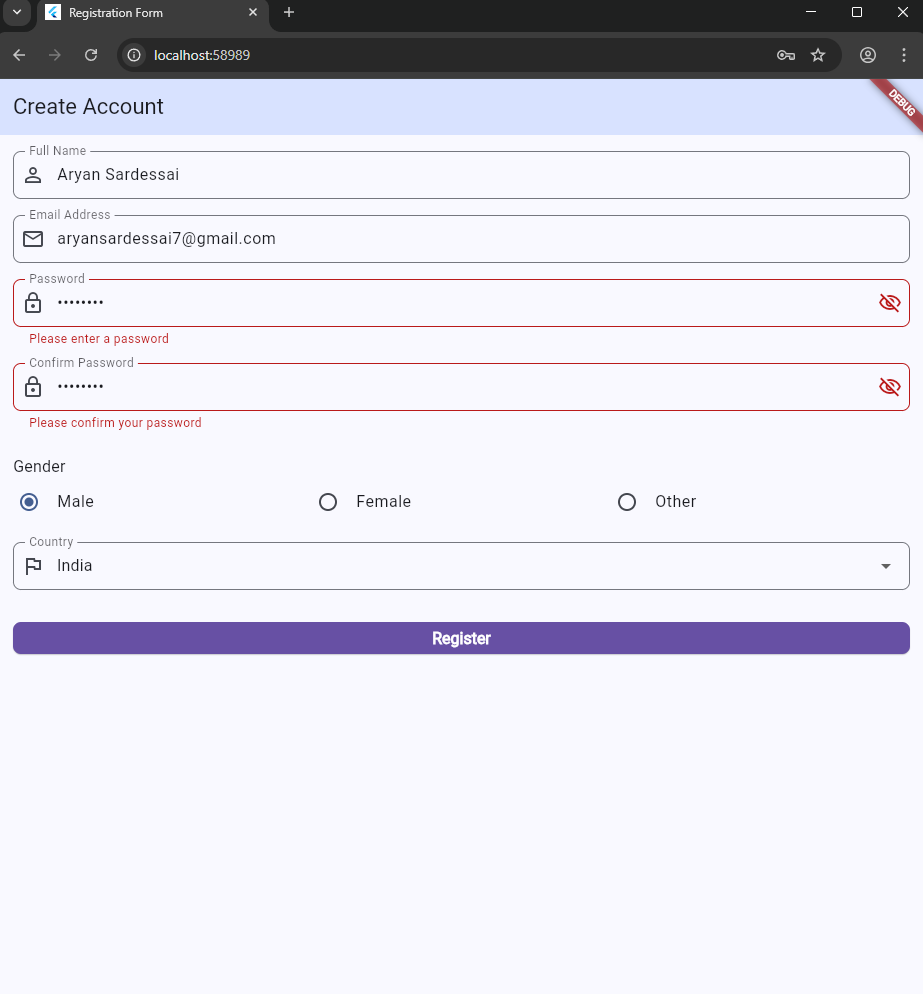 Registration Form
localhost:58989
Create Account
DEBUG
Full Name
Aryan Sardessai
Email Address
aryansardessai7@gmail.com
Password
••••••••
Please enter a password
Confirm Password
••••••••
Please confirm your password
Gender
Male Female Other
Country
India
Register